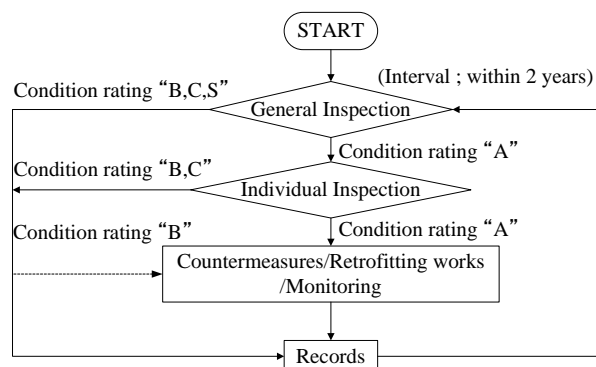 START
Condition rating “B,C,S”
(Interval ; within 2 years)
General Inspection
Condition rating “A”
Condition rating “B,C”
Individual Inspection
Condition rating “B”
Condition rating “A”
Countermeasures/Retrofitting works
/Monitoring
Records